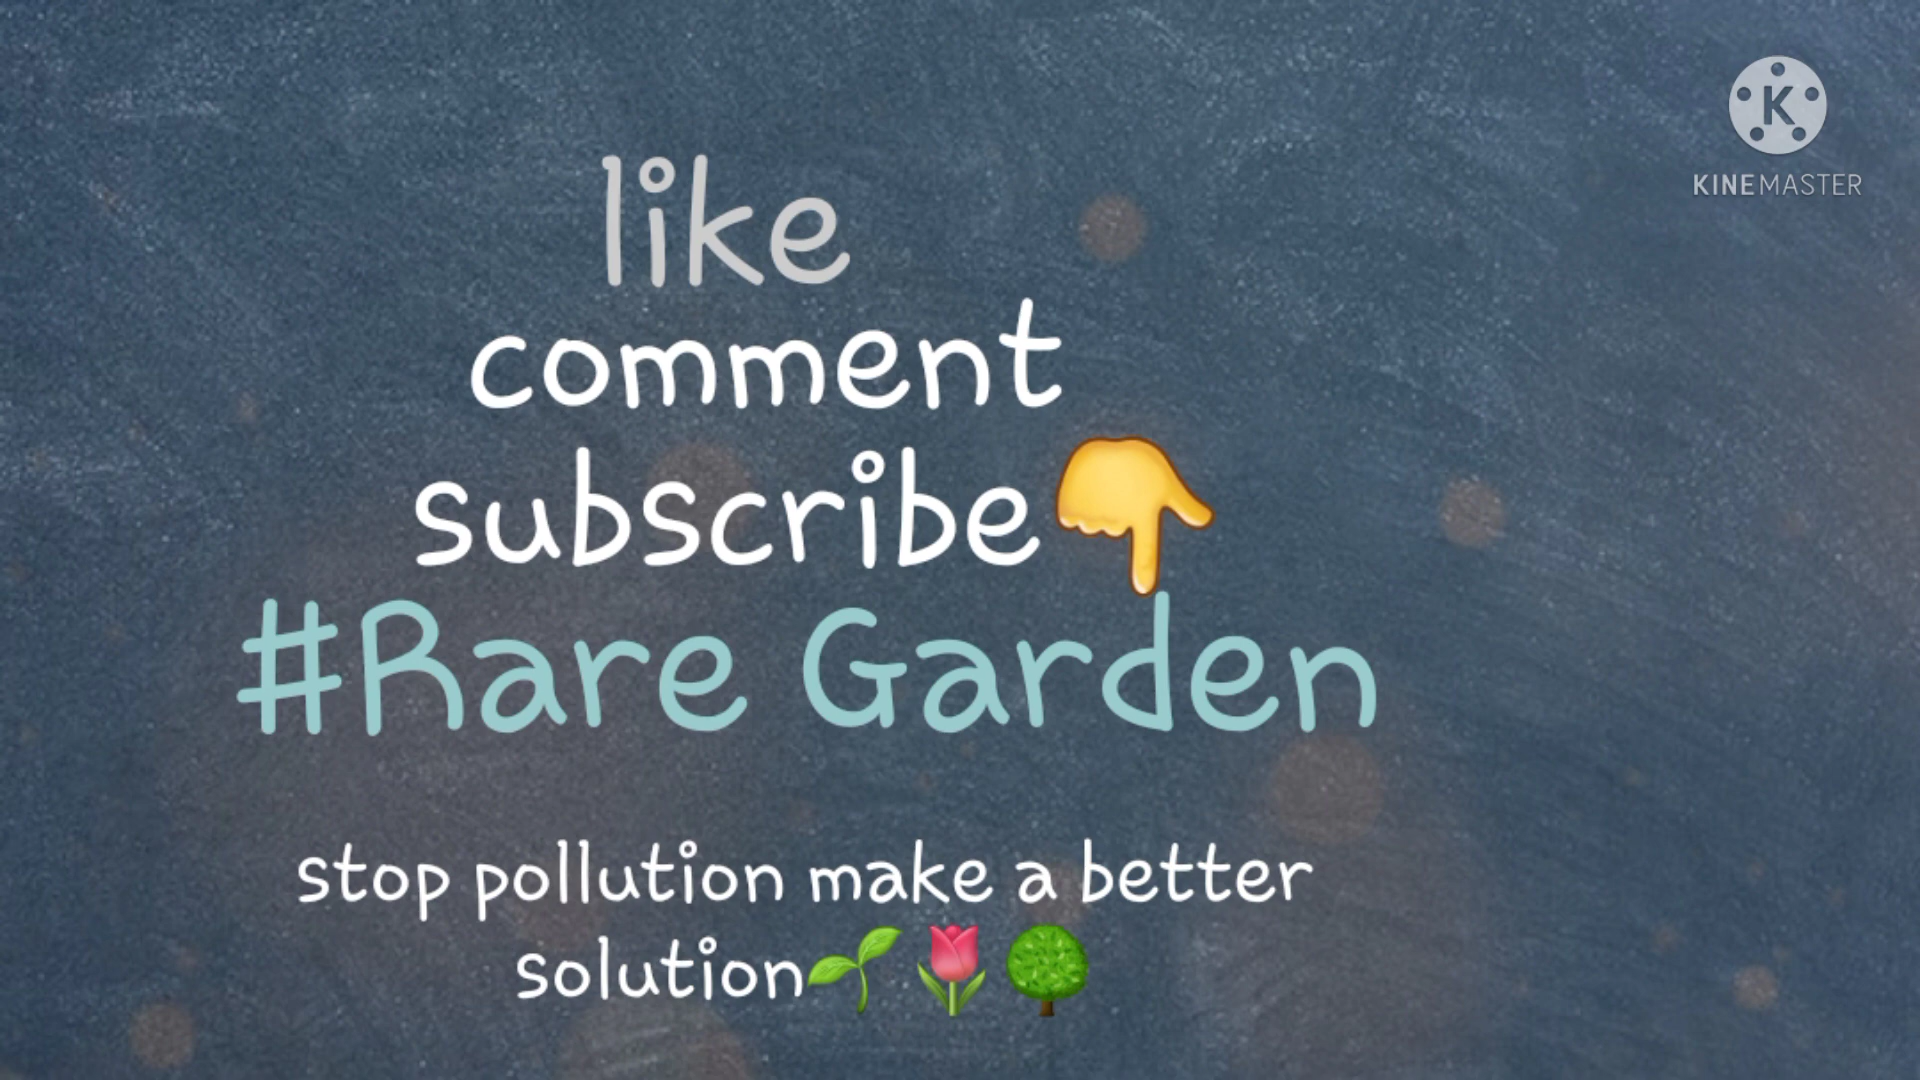 K
KINEMASTER
like
comment
subscribe👇
#Rare Garden
stop pollution make a better
solution🌱🌷🌳